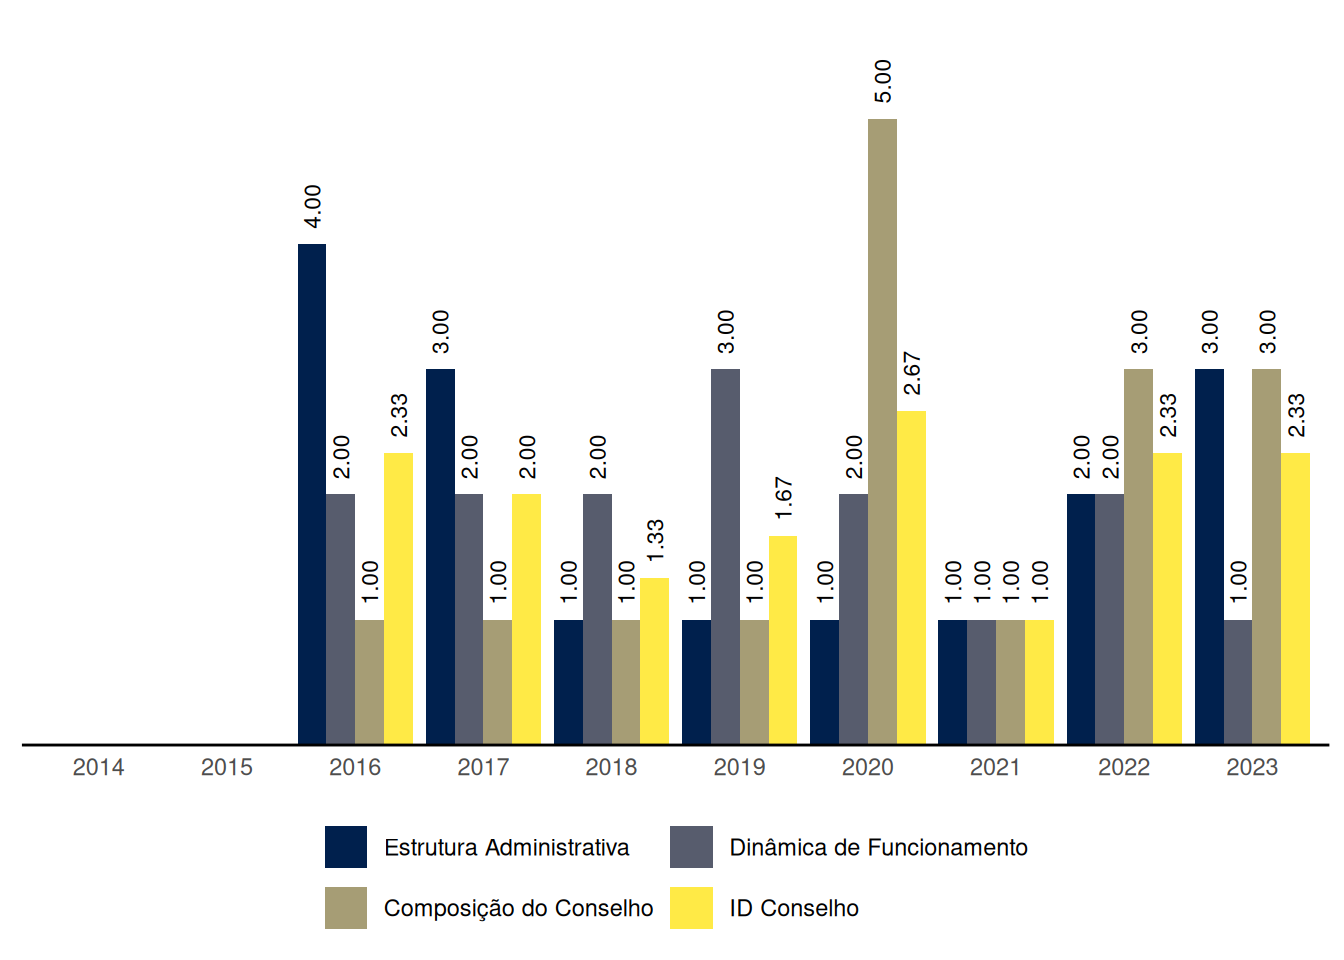 4.00 2.00 1.00 2.33 3.00 2.00 1.00 2.00 1.00 2.00 1.00 1.33 1.00 3.00 1.00 1.67 1.00 2.00 5.00 2.67 1.00 1.00 1.00 1.00 2.00 2.00 3.00 2.33 3.00 1.00 3.00 2.33
2014 2015 2016 2017 2018 2019 2020 2021 2022 2023
Estrutura Administrativa Dinâmica de Funcionamento
Composição do Conselho ID Conselho